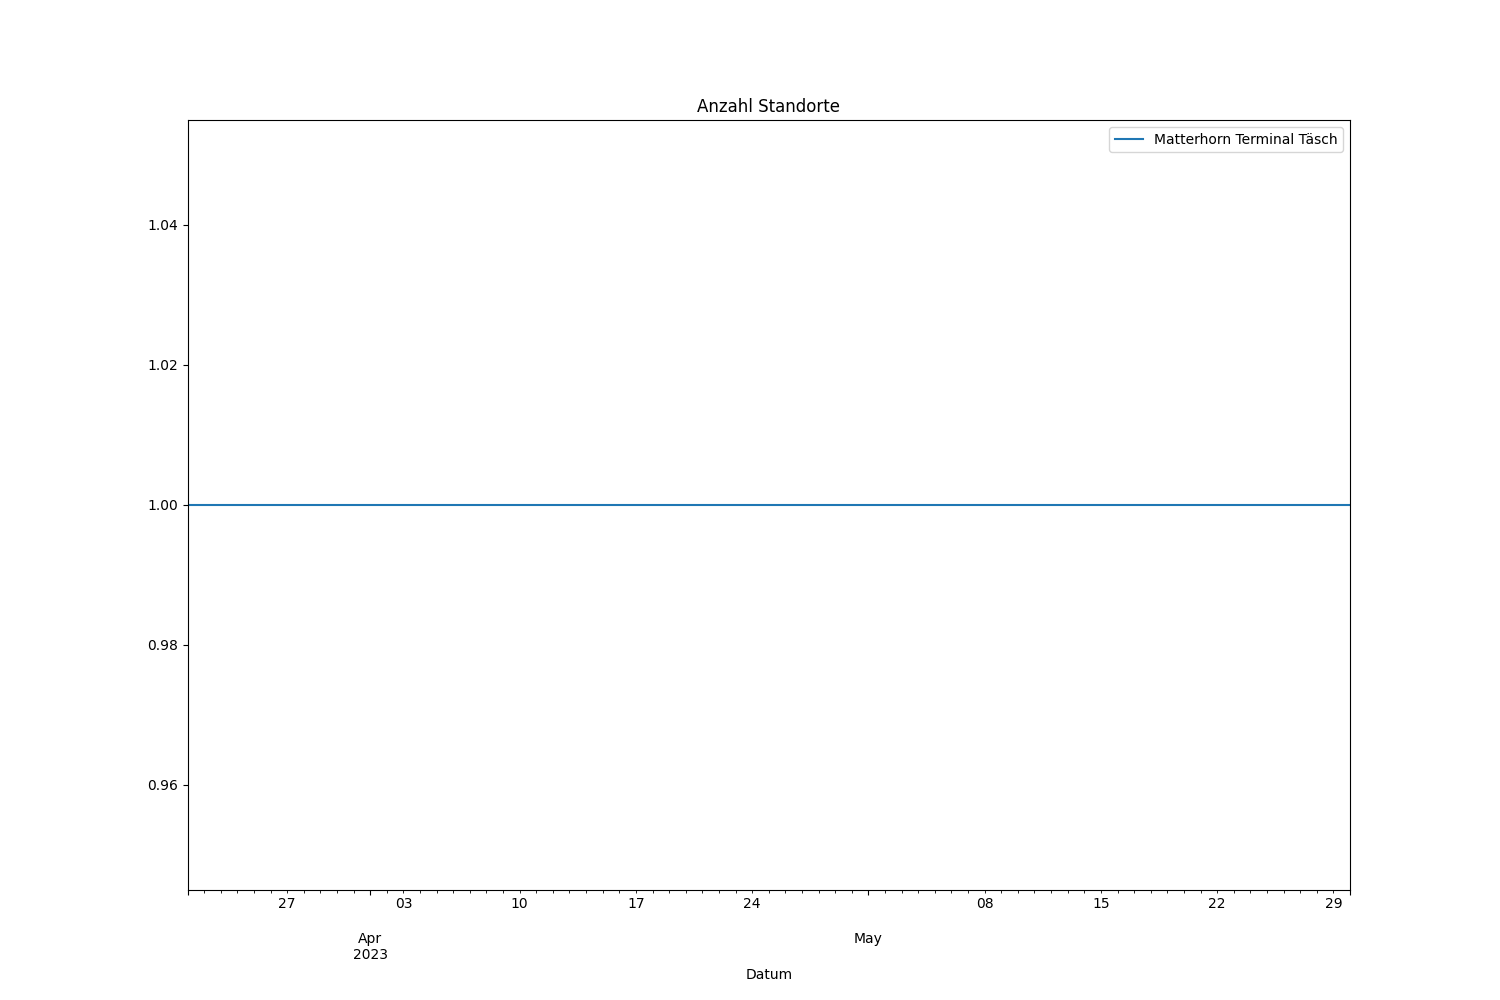 Anzahl Standorte
Matterhorn Terminal Täsch
1.04
1.02
1.00
0.98
0.96
27 03 10 17 24 08 15 22 29
Apr May
2023
Datum